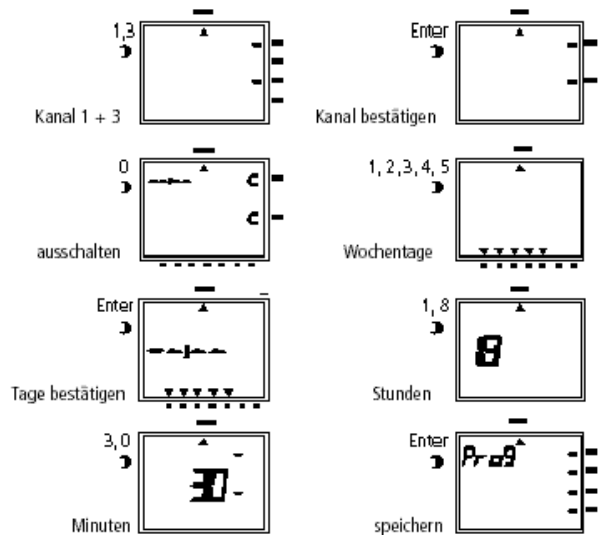 1,3
Kanal 1 + 3
Enter
Kanal bestätigen
0
ausschalten
1, 2,3, 4, 5
Wochentage
Enter
Tage bestätigen
1, 8
8
Stunden
3, 0
30
Minuten
Enter
Prog
speichern